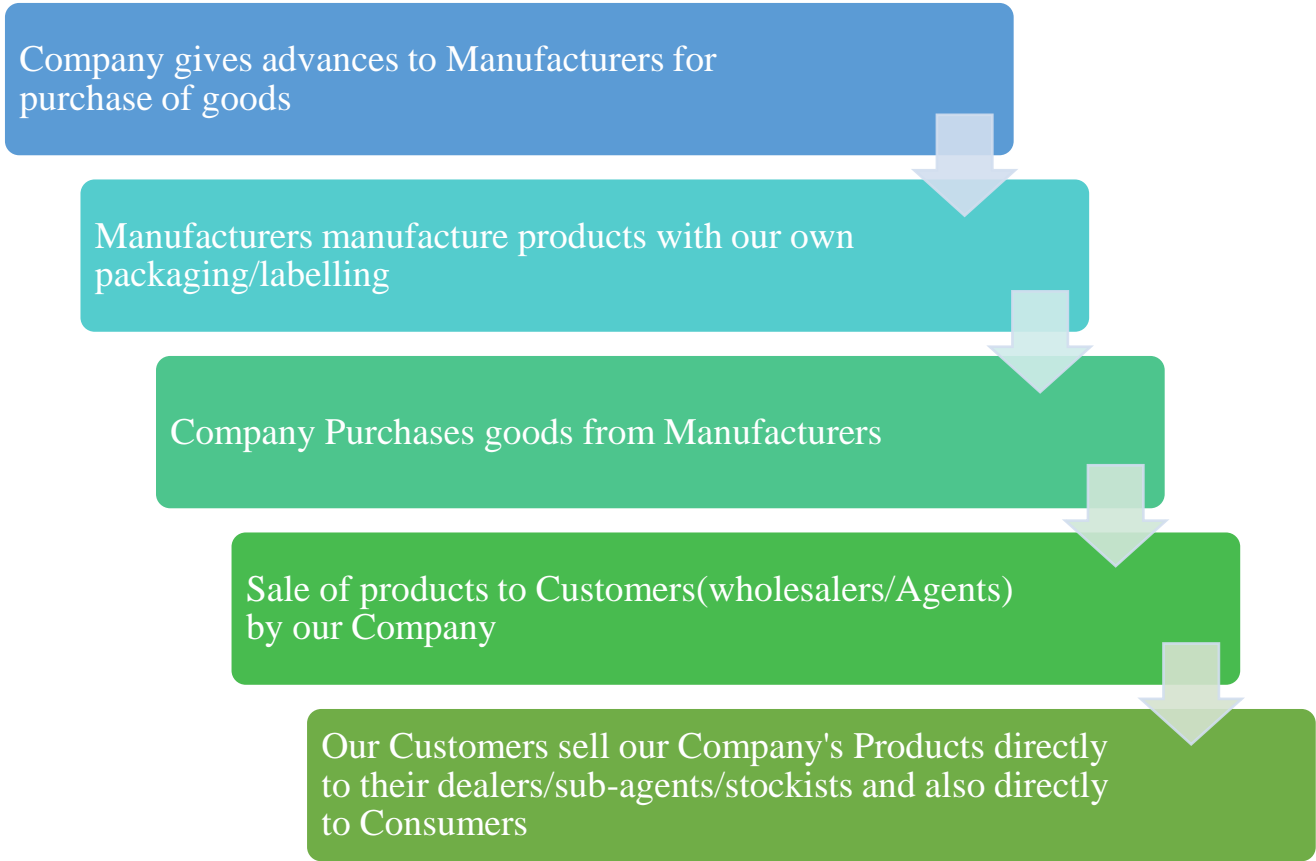 Company gives advances to Manufacturers for
purchase of goods
Manufacturers manufacture products with our own
packaging/labelling
Company Purchases goods from Manufacturers
Sale of products to Customers(wholesalers/Agents)
by our Company
Our Customers sell our Company's Products directly
to their dealers/sub-agents/stockists and also directly
to Consumers